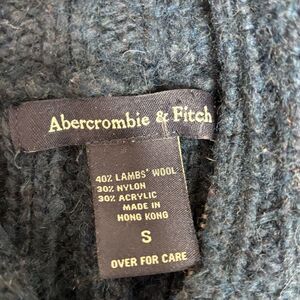 Abercrombie & Fitch
40% LAMBS' WOOL
30% NYLON
30% ACRYLIC
MADE IN
HONG KONG
S
OVER FOR CARE